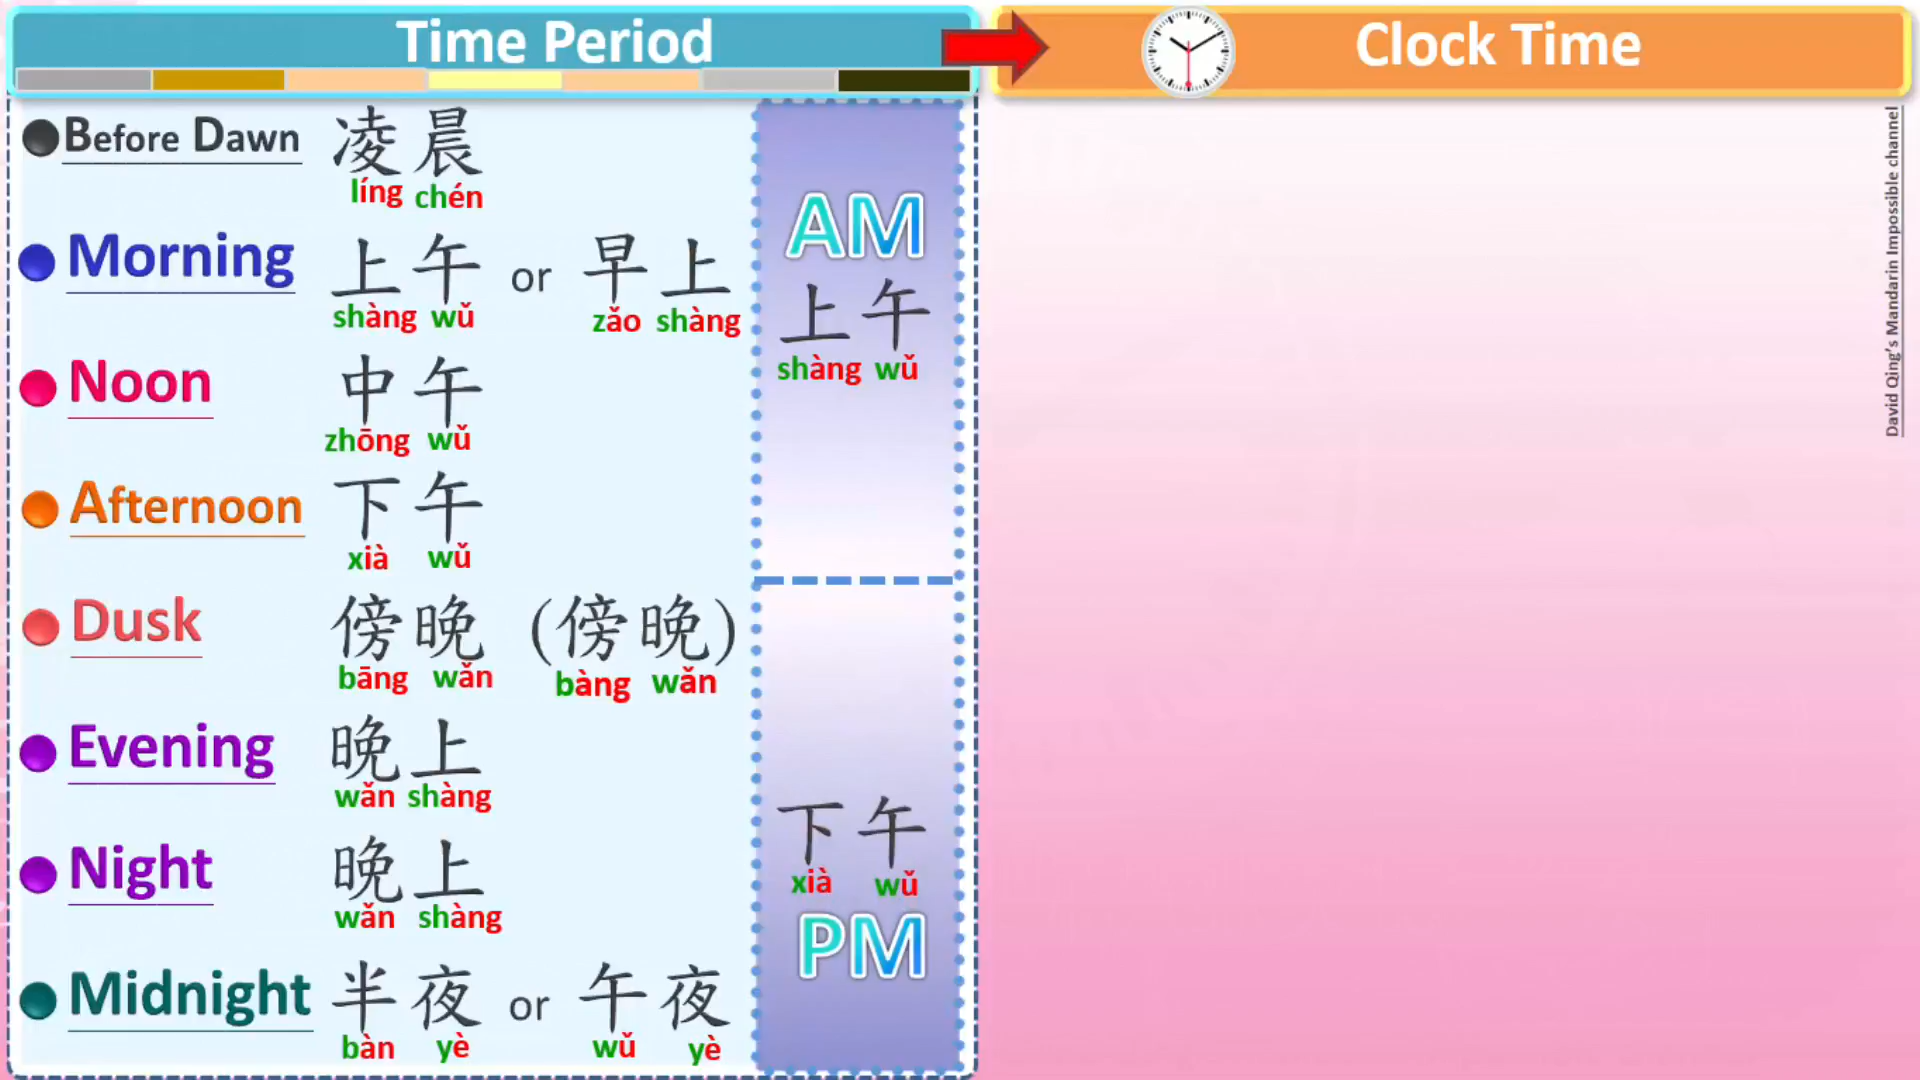 Time Period
Clock Time
Before Dawn 凌晨
líng chén
Morning 上午 or 早上
shàng wǔ zǎo shàng
Noon 中午
zhōng wǔ
Afternoon 下午
xià wǔ
Dusk 傍晚 (傍晚)
bāng wǎn bàng wǎn
Evening 晚上
wǎn shàng
Night 晚上
wǎn shàng
Midnight 半夜 or 午夜
bàn yè wǔ yè
AM
上午
shàng wǔ
下午
xià wǔ
PM
David Qing's Mandarin Impossible channel